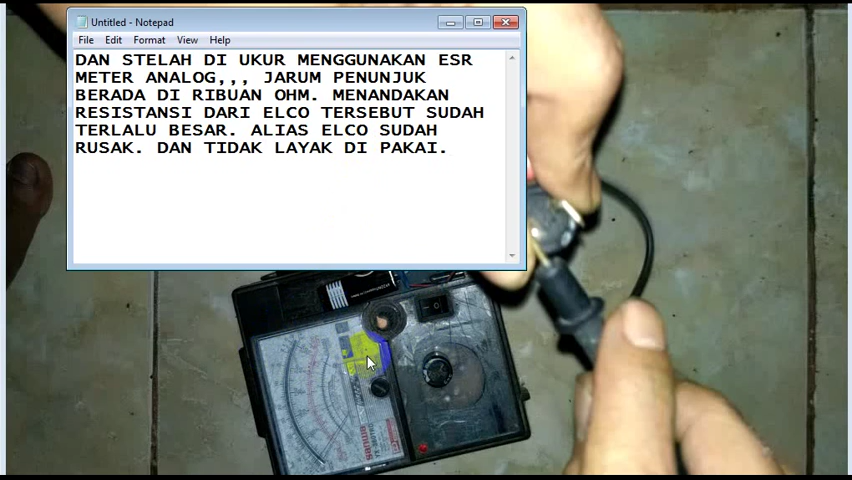 Untitled - Notepad
File Edit Format View Help
DAN STELAH DI UKUR MENGGUNAKAN ESR
METER ANALOG,,, JARUM PENUNJUK
BERADA DI RIBUAN OHM. MENANDAKAN
RESISTANSI DARI ELCO TERSEBUT SUDAH
TERLALU BESAR. ALIAS ELCO SUDAH
RUSAK. DAN TIDAK LAYAK DI PAKAI.
sanwa